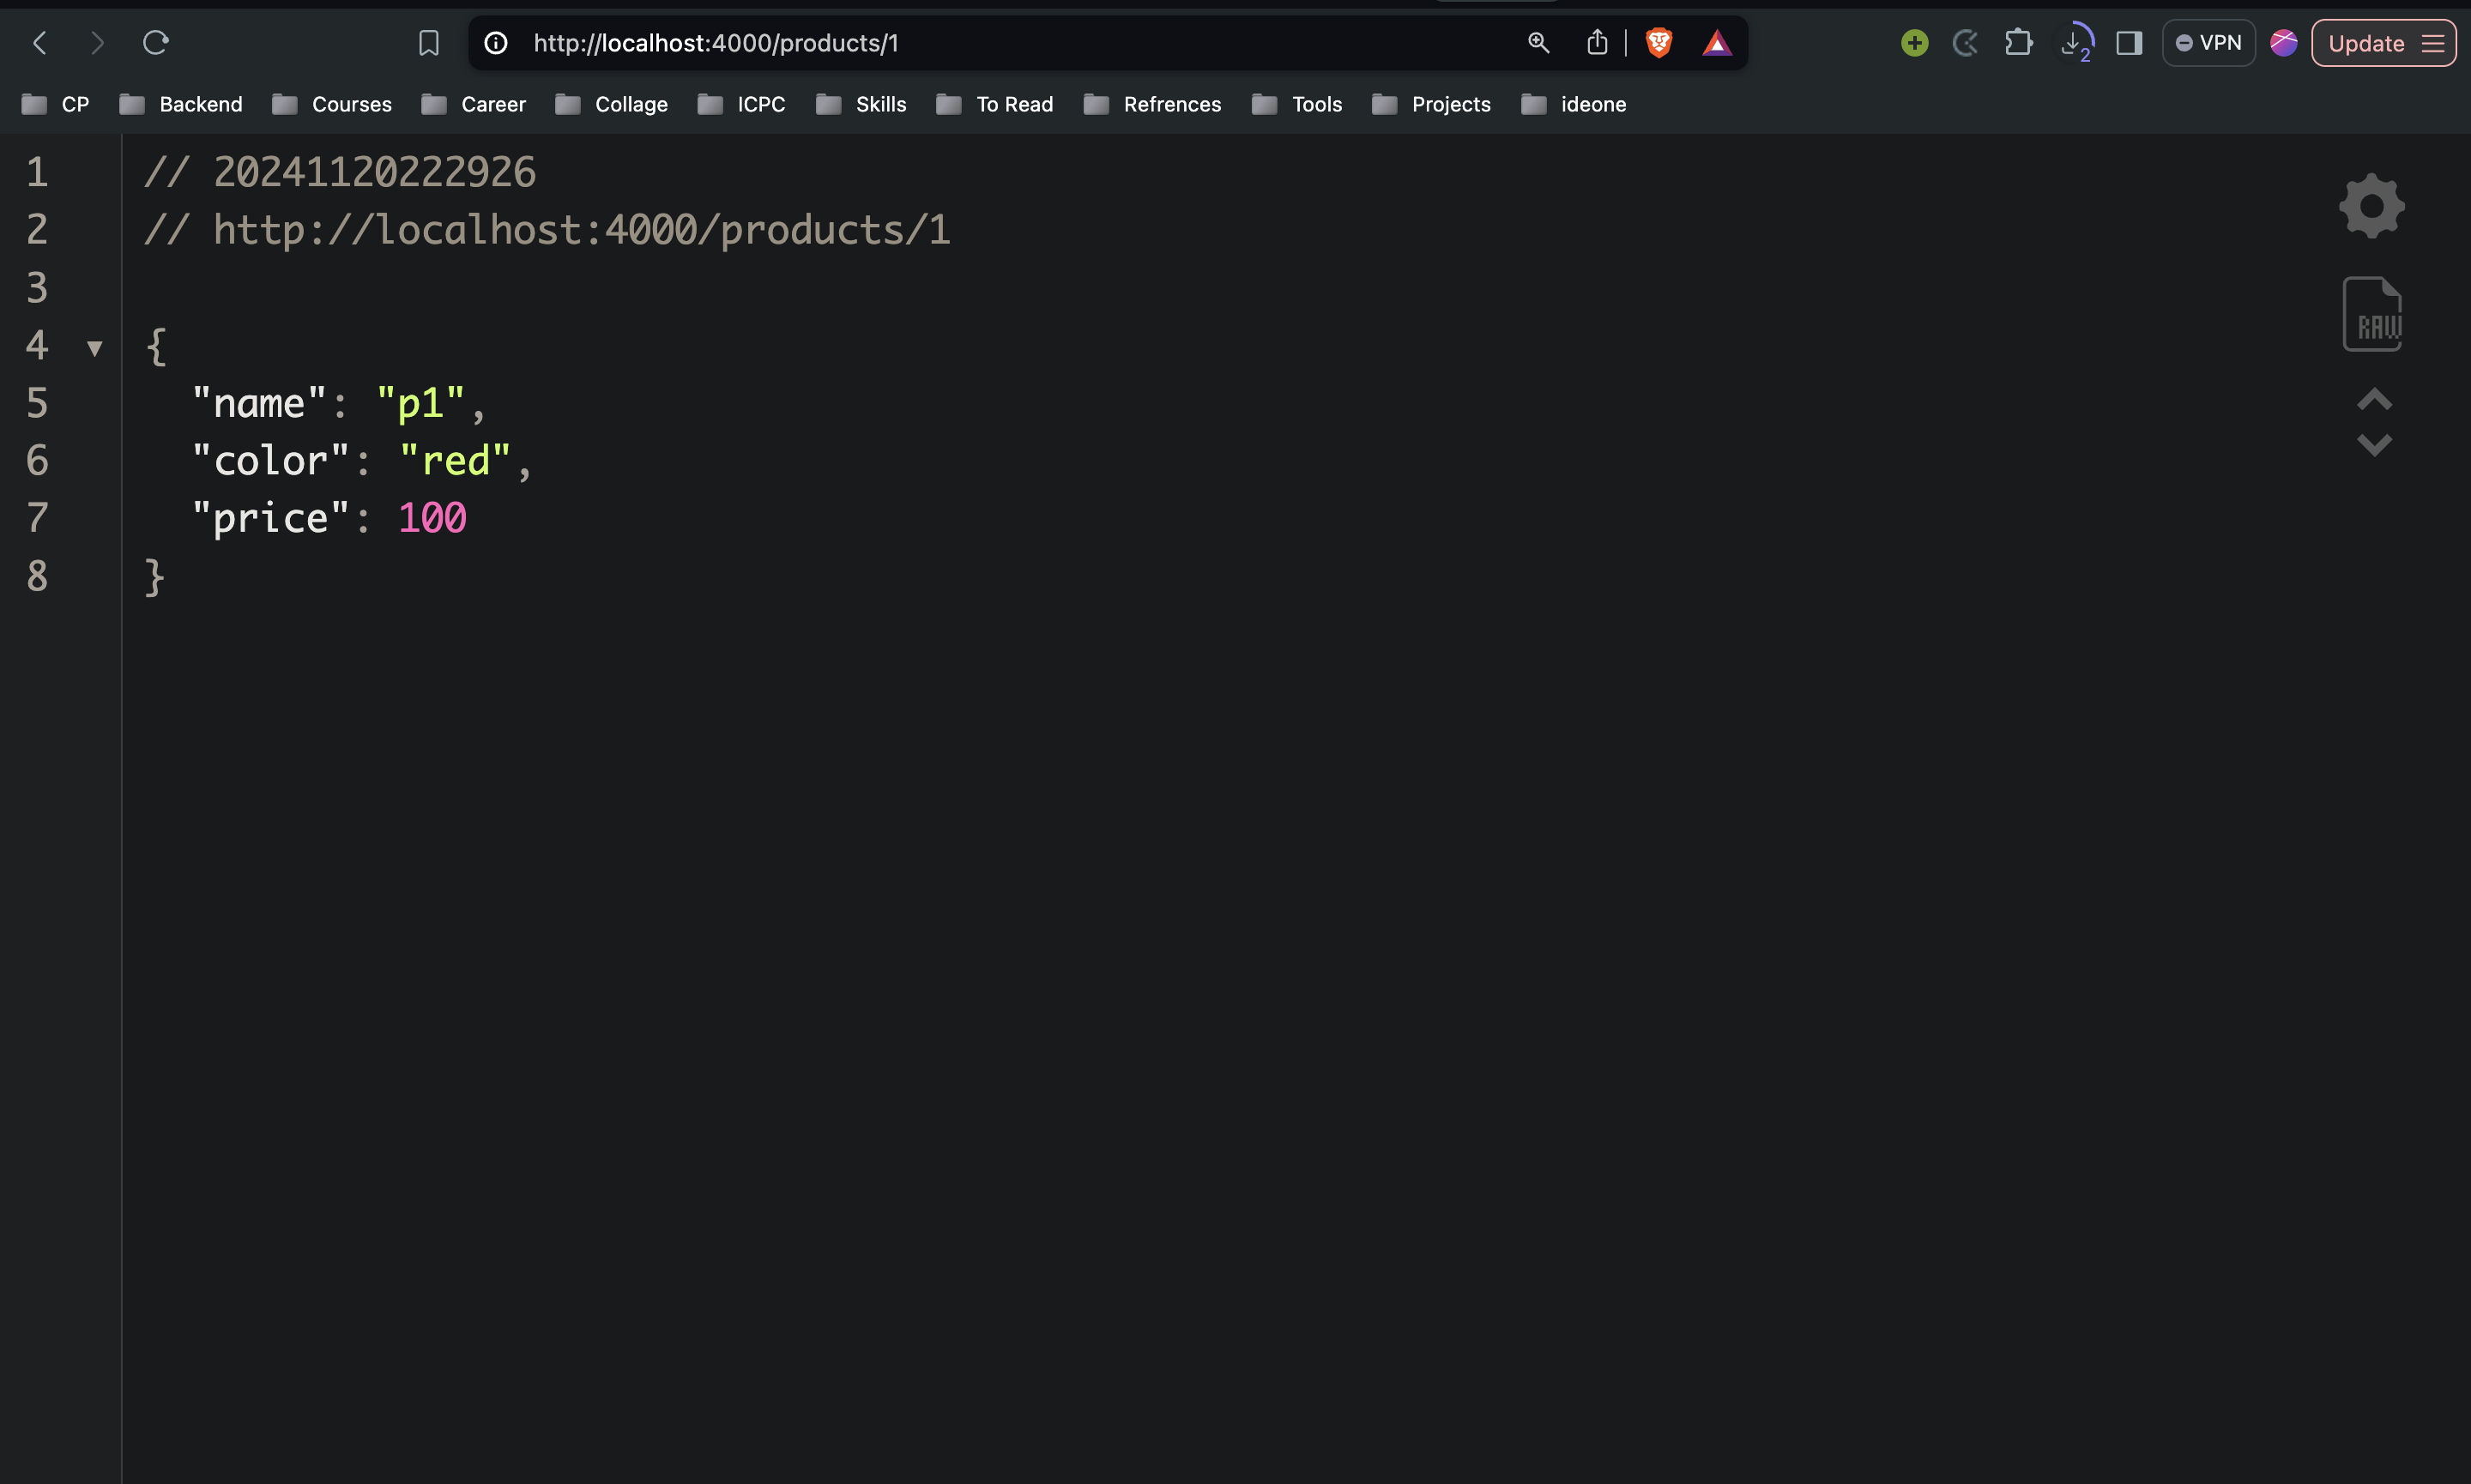 http://localhost:4000/products/1
2
VPN
Update
CP Backend Courses Career Collage ICPC Skills To Read Refrences Tools Projects ideone
1 // 20241120222926
2 // http://localhost:4000/products/1
3
4 {
5 "name": "p1",
6 "color": "red",
7 "price": 100
8 }
RAW